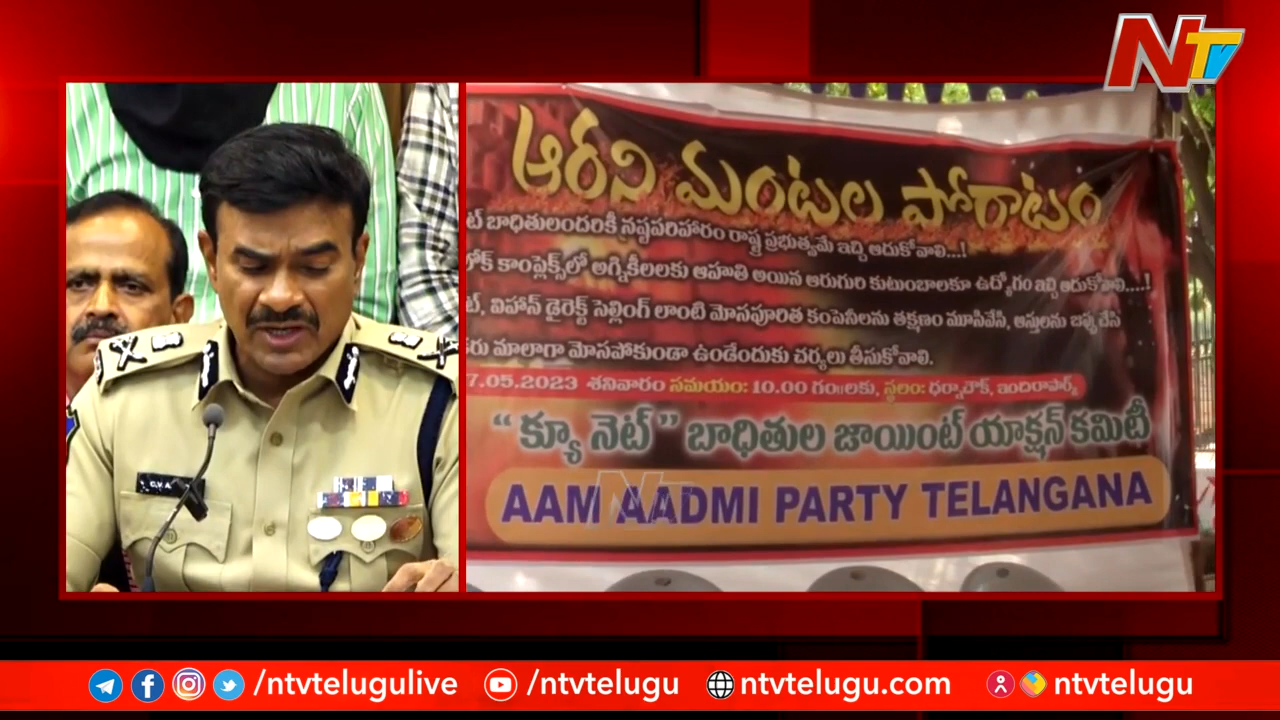 NTV
ఆరని మంటల పోరాటం
ట్ బాధితులందరికీ నష్టపరిహారం రాష్ట్ర ప్రభుత్వమే ఇచ్చి ఆదుకోవాలి...!
లోక్ కాంప్లెక్స్‌లో అగ్నికీలలకు ఆహుతి అయిన ఆరుగురి కుటుంబాలకూ ఉద్యోగం ఇచ్చి ఆదుకోవాలి....!
ట్, విహాన్ డైరెక్ట్ సెల్లింగ్ లాంటి మోసపూరిత కంపెనీలను తక్షణం మూసివేసి, ఆస్తులను జప్తు చేసి
కరు మాలాగా మోసపోకుండా ఉండేందుకు చర్యలు తీసుకోవాలి.
7.05.2023 శనివారం సమయం: 10.00 గం॥లకు, స్థలం: ధర్నాచౌక్, ఇందిరాపార్క్
“ క్యూ నెట్ ” బాధితుల జాయింట్ యాక్షన్ కమిటీ
AAM AADMI PARTY TELANGANA
C.V.A
/ntvtelugulive /ntvtelugu ntvtelugu.com ntvtelugu